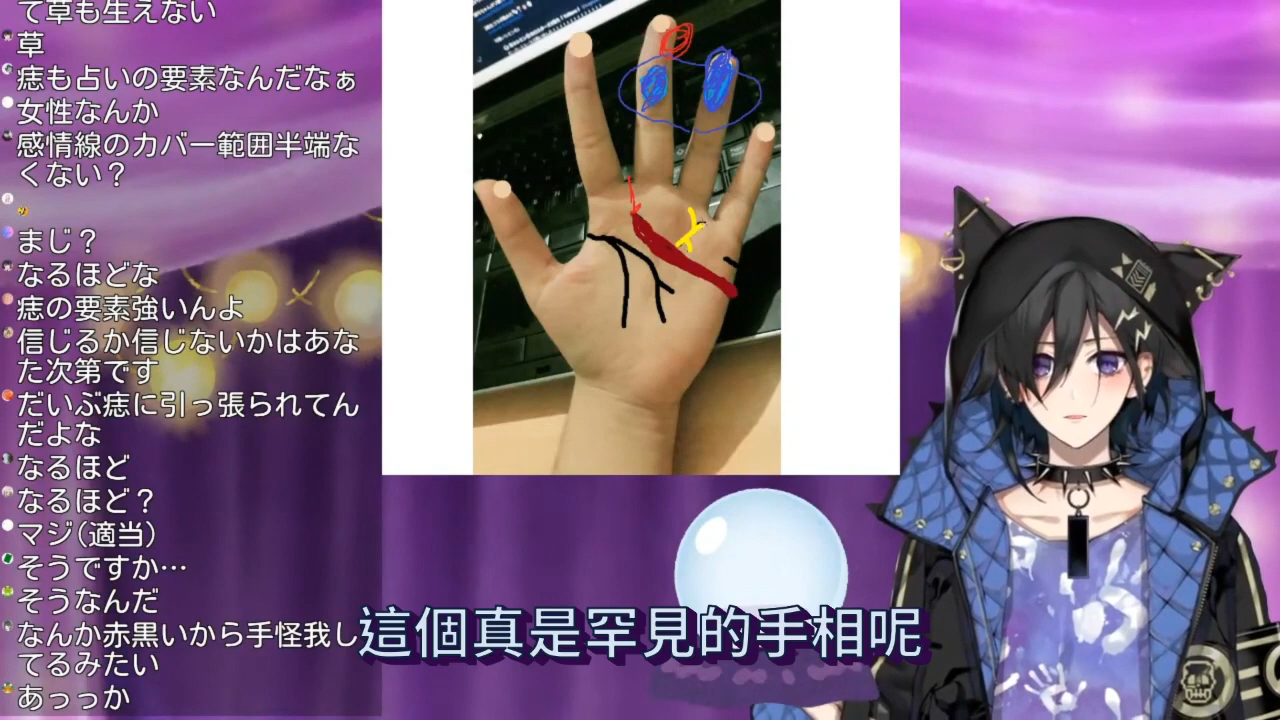 て草も生えない
草
痣も占いの要素なんだなぁ
女性なんか
感情線のカバー範囲半端な
くない？
まじ？
なるほどな
痣の要素強いんよ
信じるか信じないかはあな
た次第です
だいぶ痣に引っ張られてん
だよな
なるほど
なるほど？
マジ(適当)
そうですか…
そうなんだ
なんか赤黒いから手怪我し
てるみたい
あっっか
這個真是罕見的手相呢